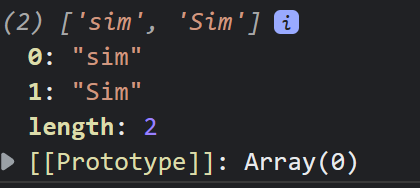 (2) ['sim', 'Sim'] i
0: "sim"
1: "Sim"
length: 2
[[Prototype]]: Array(0)